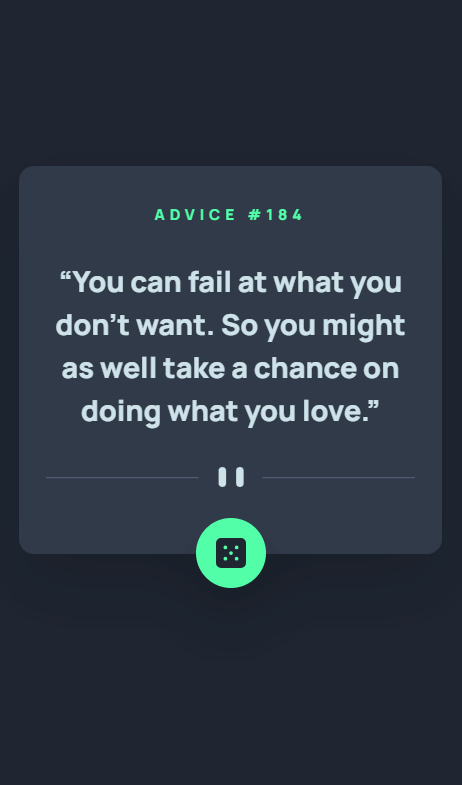 ADVICE #184
“You can fail at what you
don’t want. So you might
as well take a chance on
doing what you love.”